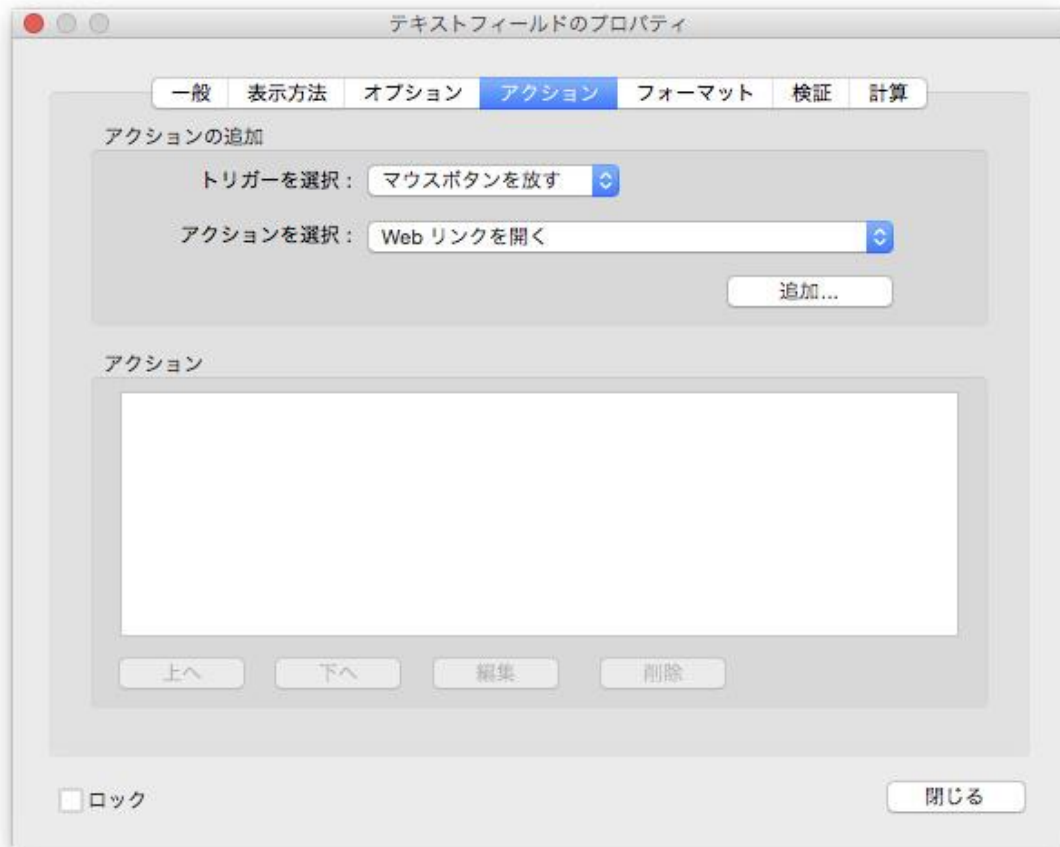 テキストフィールドのプロパティ
一般 表示方法 オプション アクション フォーマット 検証 計算
アクションの追加
トリガーを選択： マウスボタンを放す
アクションを選択： Web リンクを開く
追加...
アクション
上へ 下へ 編集 削除
ロック 閉じる